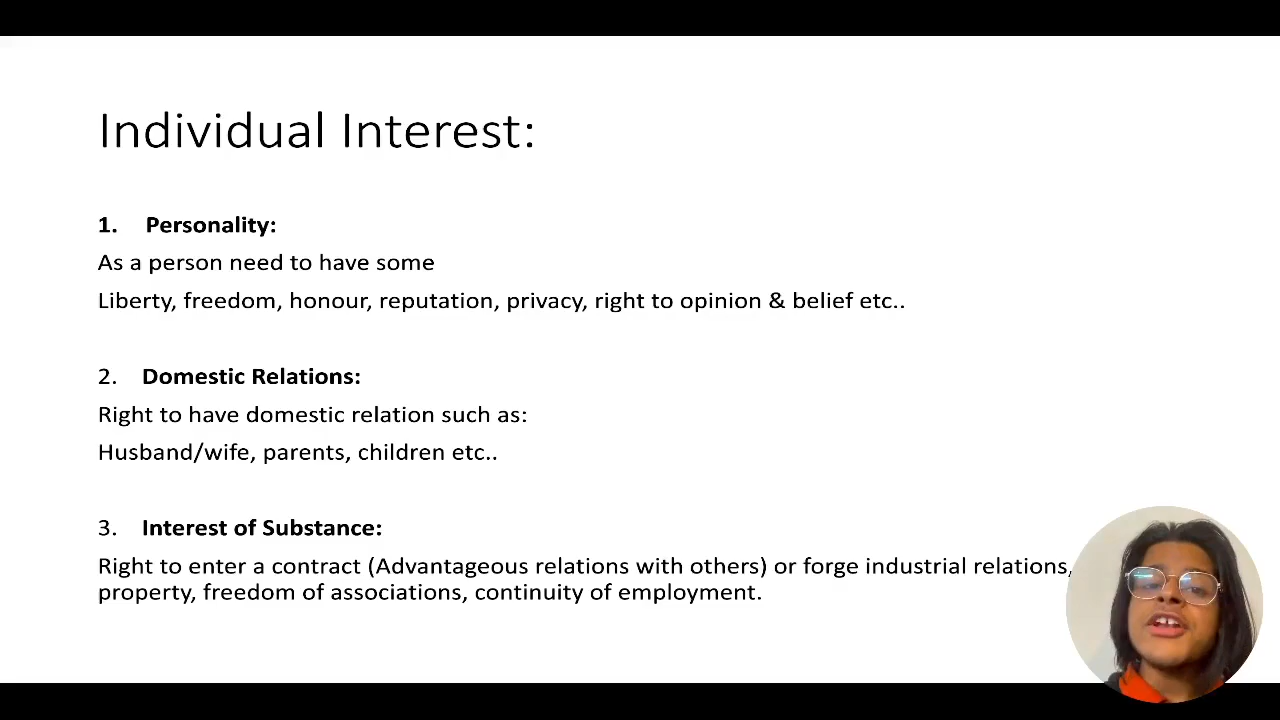 Individual Interest:
1. Personality:
As a person need to have some
Liberty, freedom, honour, reputation, privacy, right to opinion & belief etc..
2. Domestic Relations:
Right to have domestic relation such as:
Husband/wife, parents, children etc..
3. Interest of Substance:
Right to enter a contract (Advantageous relations with others) or forge industrial relations,
property, freedom of associations, continuity of employment.